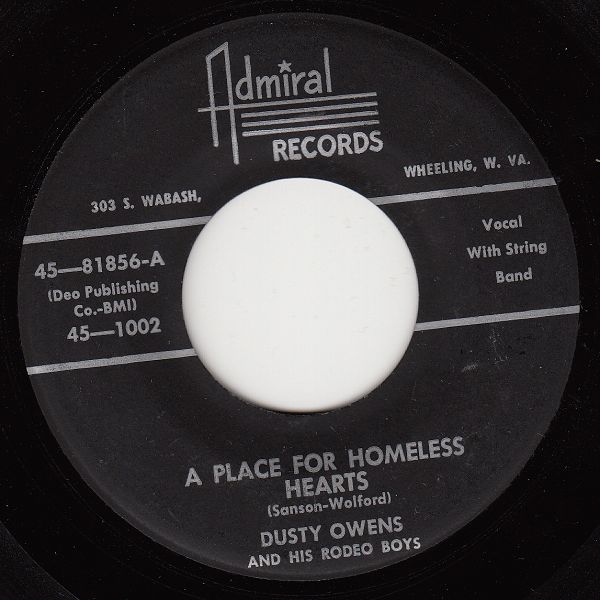 Admiral
RECORDS
303 S. WABASH,
WHEELING, W. VA.
45—81856-A
(Deo Publishing
Co.-BMI)
45—1002
Vocal
With String
Band
A PLACE FOR HOMELESS
HEARTS
(Sanson-Wolford)
DUSTY OWENS
AND HIS RODEO BOYS